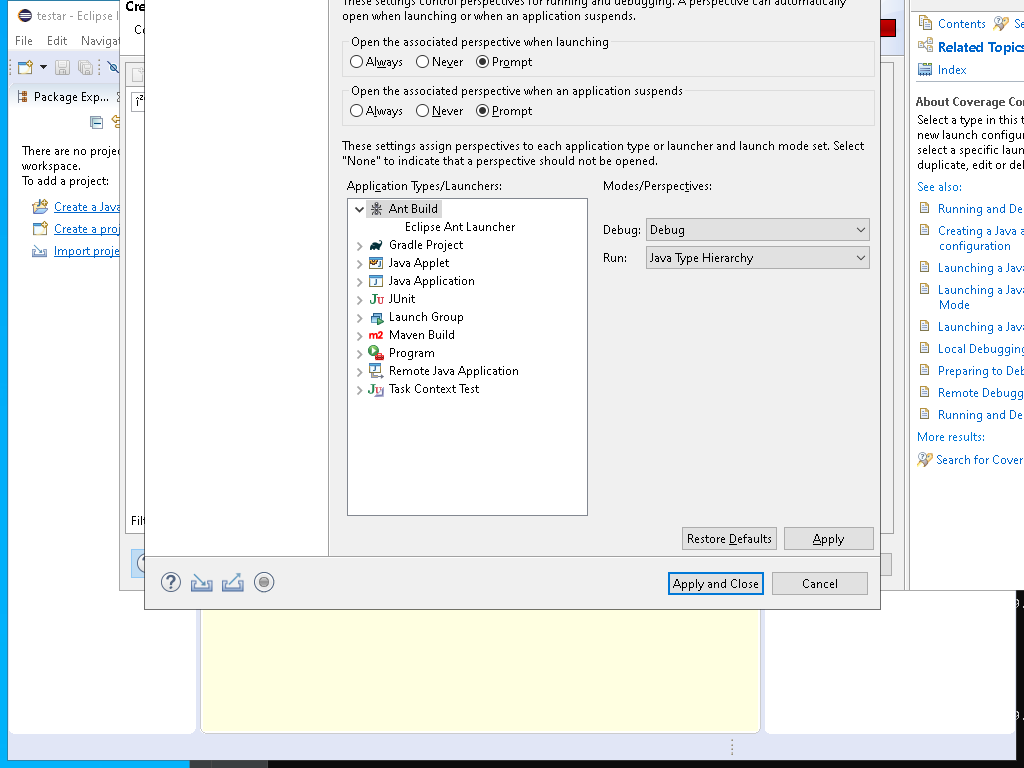 testar - Eclipse I
Cre
File Edit Navigat
Package Exp...
There are no proje
workspace.
To add a project:
Create a Java
Create a proj
Import proje
These settings control perspectives for running and debugging. A perspective can automatically
open when launching or when an application suspends.
Open the associated perspective when launching
Always Never Prompt
Open the associated perspective when an application suspends
Always Never Prompt
These settings assign perspectives to each application type or launcher and launch mode set. Select
"None" to indicate that a perspective should not be opened.
Application Types/Launchers:
Modes/Perspectives:
Ant Build
Eclipse Ant Launcher
Gradle Project
Java Applet
Java Application
JUnit
Launch Group
Maven Build
Program
Remote Java Application
Task Context Test
Debug: Debug
Run: Java Type Hierarchy
Restore Defaults Apply
Apply and Close Cancel
Filt
Contents Se
Related Topics
Index
About Coverage Co
Select a type in this t
new launch configur
select a specific laun
duplicate, edit or del
See also:
Running and De
Creating a Java a
configuration
Launching a Java
Launching a Java
Mode
Launching a Java
Local Debugging
Preparing to Deb
Remote Debugg
Running and De
More results:
Search for Cover